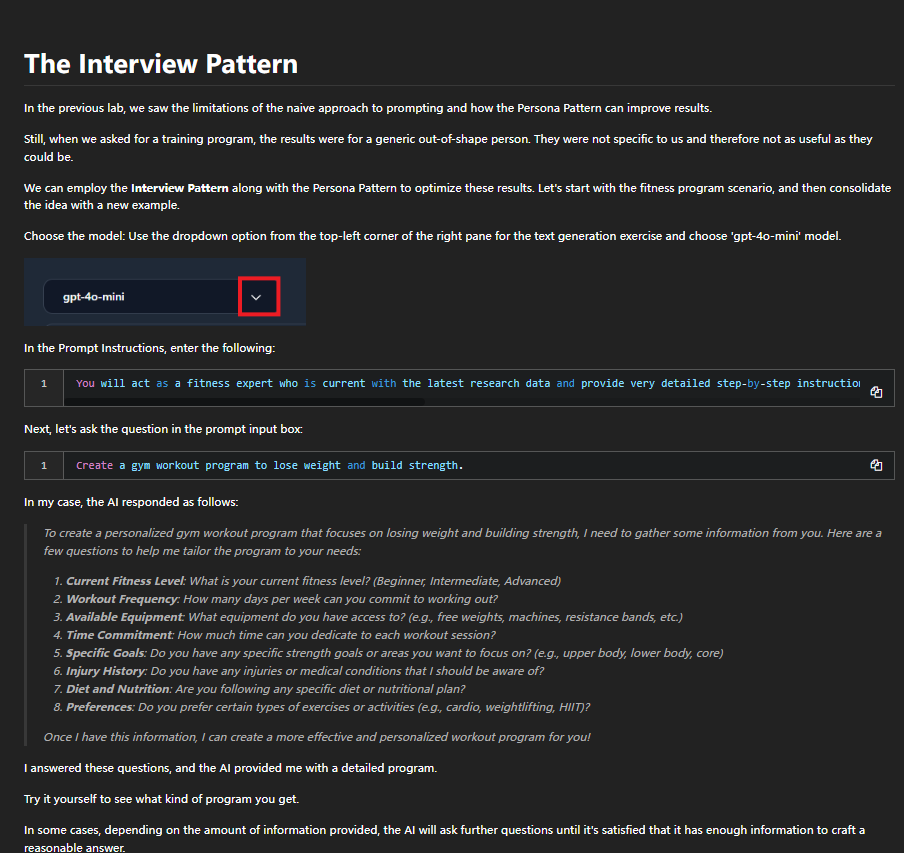 The Interview Pattern
In the previous lab, we saw the limitations of the naive approach to prompting and how the Persona Pattern can improve results.
Still, when we asked for a training program, the results were for a generic out-of-shape person. They were not specific to us and therefore not as useful as they
could be.
We can employ the Interview Pattern along with the Persona Pattern to optimize these results. Let's start with the fitness program scenario, and then consolidate
the idea with a new example.
Choose the model: Use the dropdown option from the top-left corner of the right pane for the text generation exercise and choose 'gpt-4o-mini' model.
gpt-4o-mini
In the Prompt Instructions, enter the following:
1 You will act as a fitness expert who is current with the latest research data and provide very detailed step-by-step instruction
Next, let's ask the question in the prompt input box:
1 Create a gym workout program to lose weight and build strength.
In my case, the AI responded as follows:
To create a personalized gym workout program that focuses on losing weight and building strength, I need to gather some information from you. Here are a
few questions to help me tailor the program to your needs:
1. Current Fitness Level: What is your current fitness level? (Beginner, Intermediate, Advanced)
2. Workout Frequency: How many days per week can you commit to working out?
3. Available Equipment: What equipment do you have access to? (e.g., free weights, machines, resistance bands, etc.)
4. Time Commitment: How much time can you dedicate to each workout session?
5. Specific Goals: Do you have any specific strength goals or areas you want to focus on? (e.g., upper body, lower body, core)
6. Injury History: Do you have any injuries or medical conditions that I should be aware of?
7. Diet and Nutrition: Are you following any specific diet or nutritional plan?
8. Preferences: Do you prefer certain types of exercises or activities (e.g., cardio, weightlifting, HIIT)?
Once I have this information, I can create a more effective and personalized workout program for you!
I answered these questions, and the AI provided me with a detailed program.
Try it yourself to see what kind of program you get.
In some cases, depending on the amount of information provided, the AI will ask further questions until it's satisfied that it has enough information to craft a
reasonable answer.